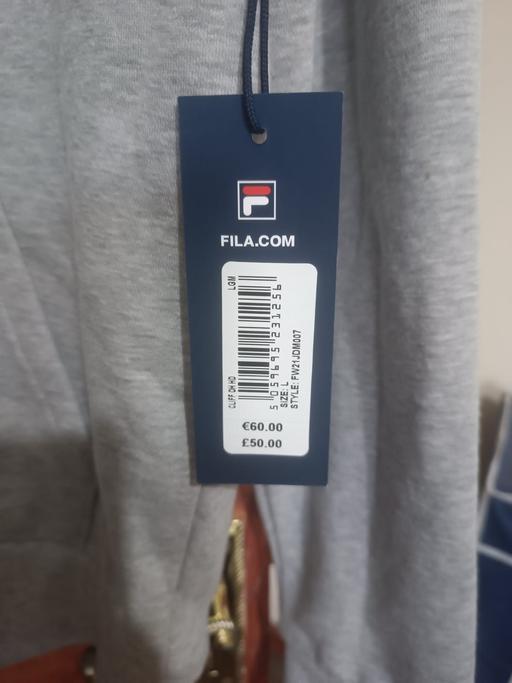 FILA.COM
CLIFF OH HD
LGM
5 059695 231256
SIZE: L
STYLE: FW21JDM007
€60.00
£50.00